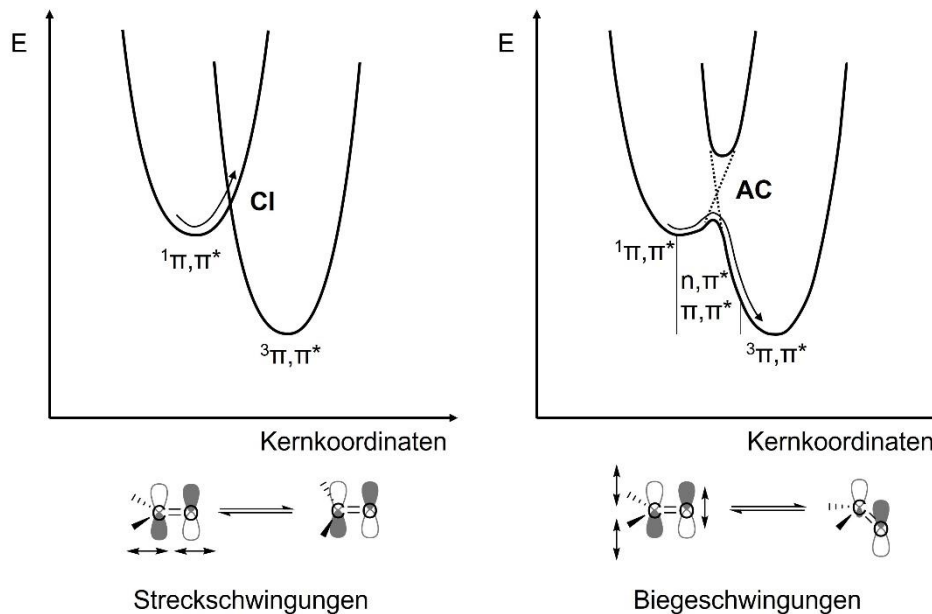 E
CI
¹π,π*
³π,π*
Kernkoordinaten
C=O
C=O
Streckschwingungen
E
AC
¹π,π*
n,π*
π,π*
³π,π*
Kernkoordinaten
C=O
C
O
Biegeschwingungen